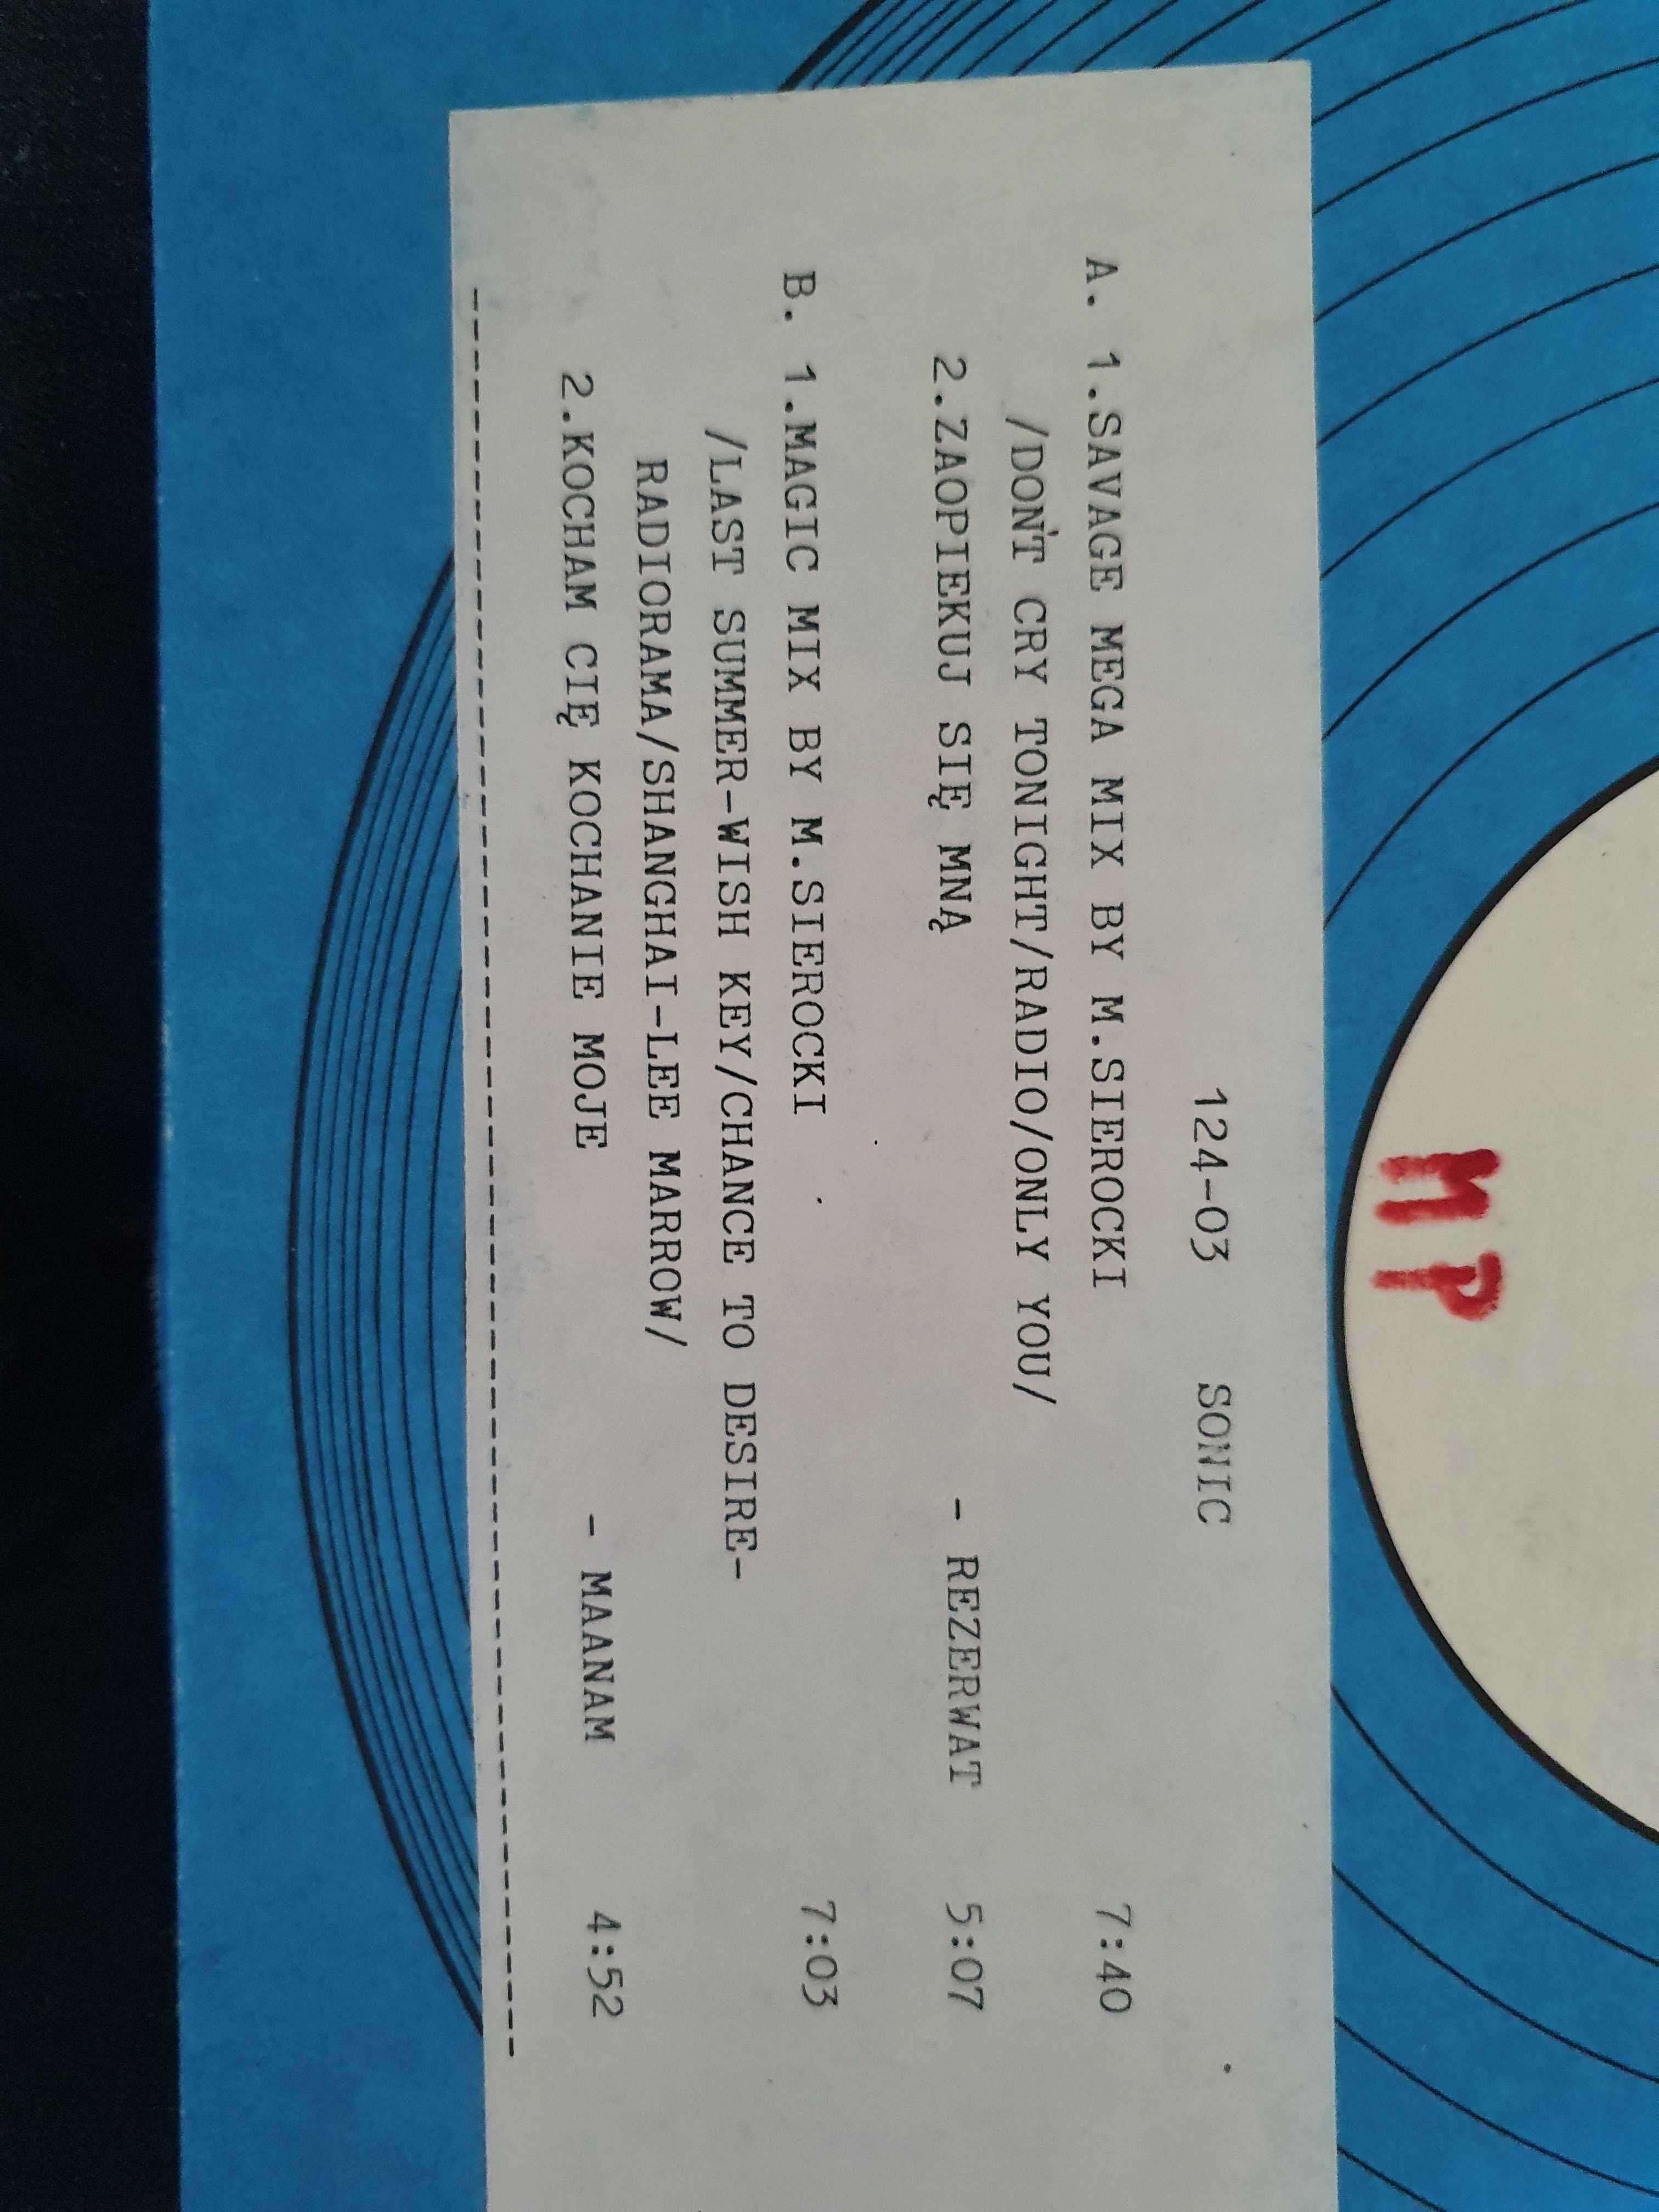 MP
124-03 SONIC
A. 1.SAVAGE MEGA MIX BY M.SIEROCKI 7:40
/DON'T CRY TONIGHT/RADIO/ONLY YOU/
2.ZAOPIEKUJ SIĘ MNĄ - REZERWAT 5:07
B. 1.MAGIC MIX BY M.SIEROCKI 7:03
/LAST SUMMER-WISH KEY/CHANCE TO DESIRE-
RADIORAMA/SHANGHAI-LEE MARROW/
2.KOCHAM CIĘ KOCHANIE MOJE - MAANAM 4:52